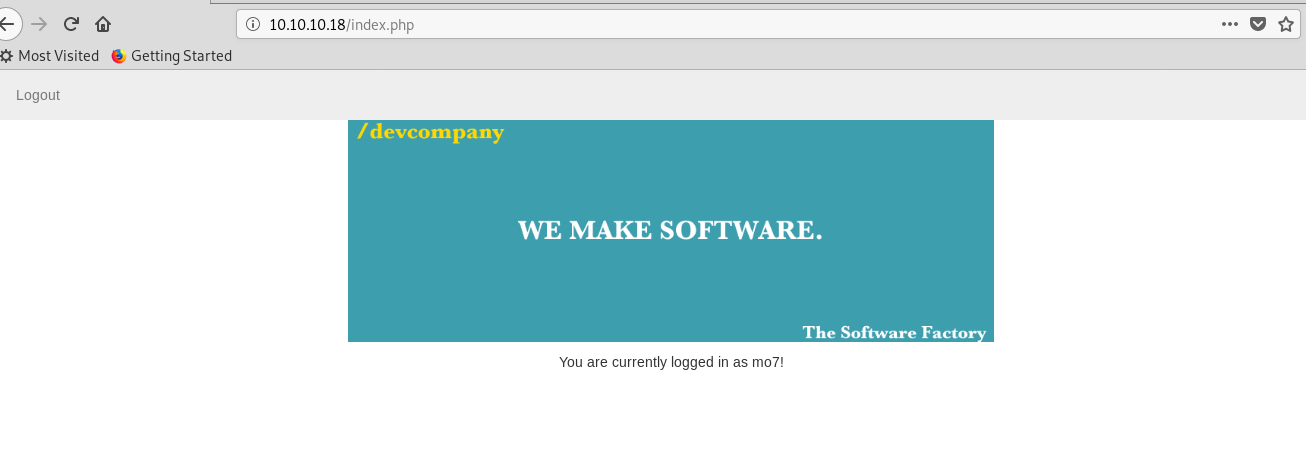 10.10.10.18/index.php
Most Visited Getting Started
Logout
/devcompany
WE MAKE SOFTWARE.
The Software Factory
You are currently logged in as mo7!